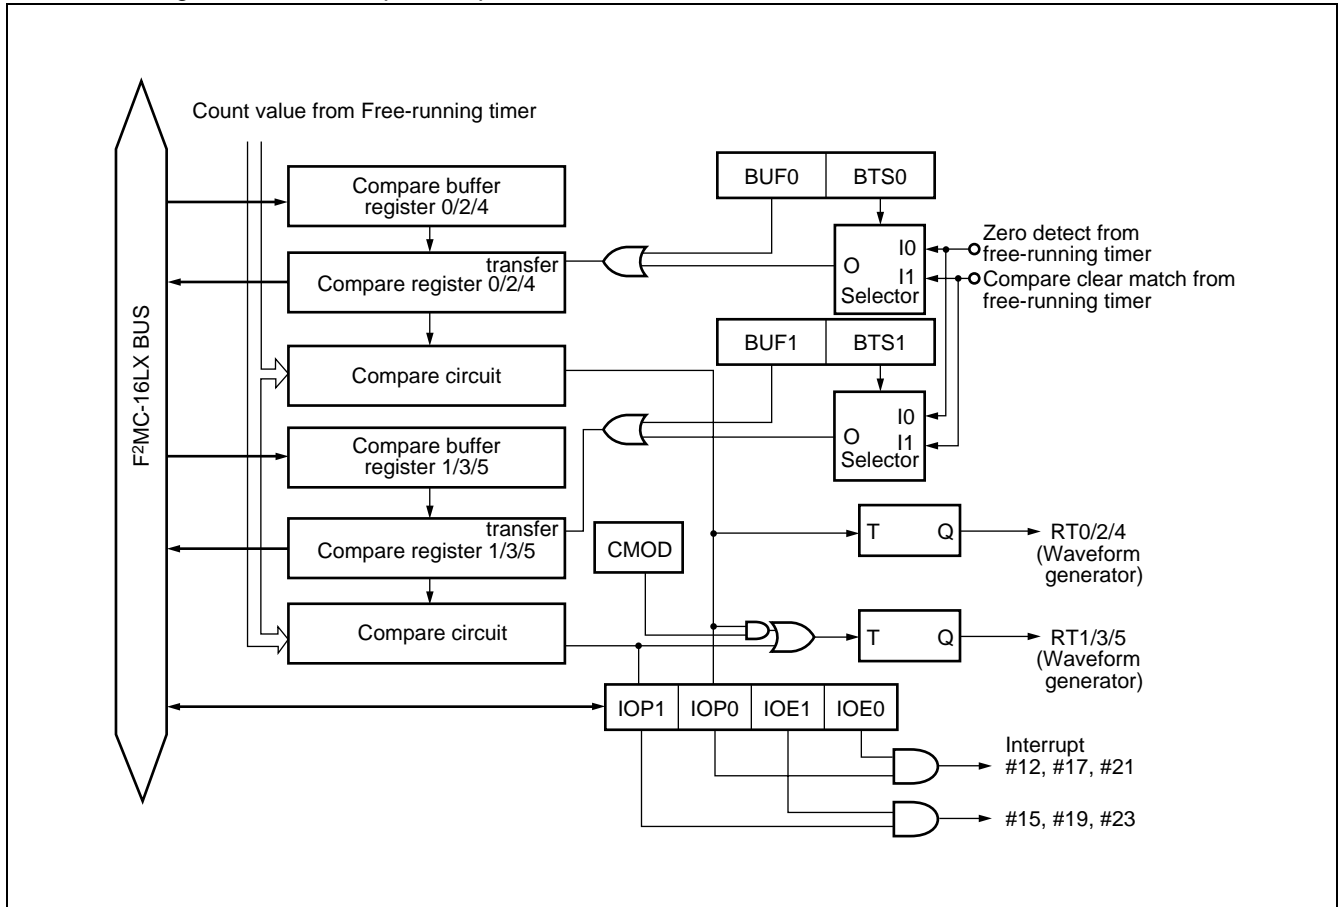 Count value from Free-running timer
F²MC-16LX BUS
Compare buffer
register 0/2/4
transfer
Compare register 0/2/4
Compare circuit
Compare buffer
register 1/3/5
transfer
Compare register 1/3/5
Compare circuit
BUF0 BTS0
I0
O
I1
Selector
Zero detect from
free-running timer
Compare clear match from
free-running timer
BUF1 BTS1
I0
O
I1
Selector
CMOD
T Q
RT0/2/4
(Waveform
generator)
T Q
RT1/3/5
(Waveform
generator)
IOP1 IOP0 IOE1 IOE0
Interrupt
#12, #17, #21
#15, #19, #23